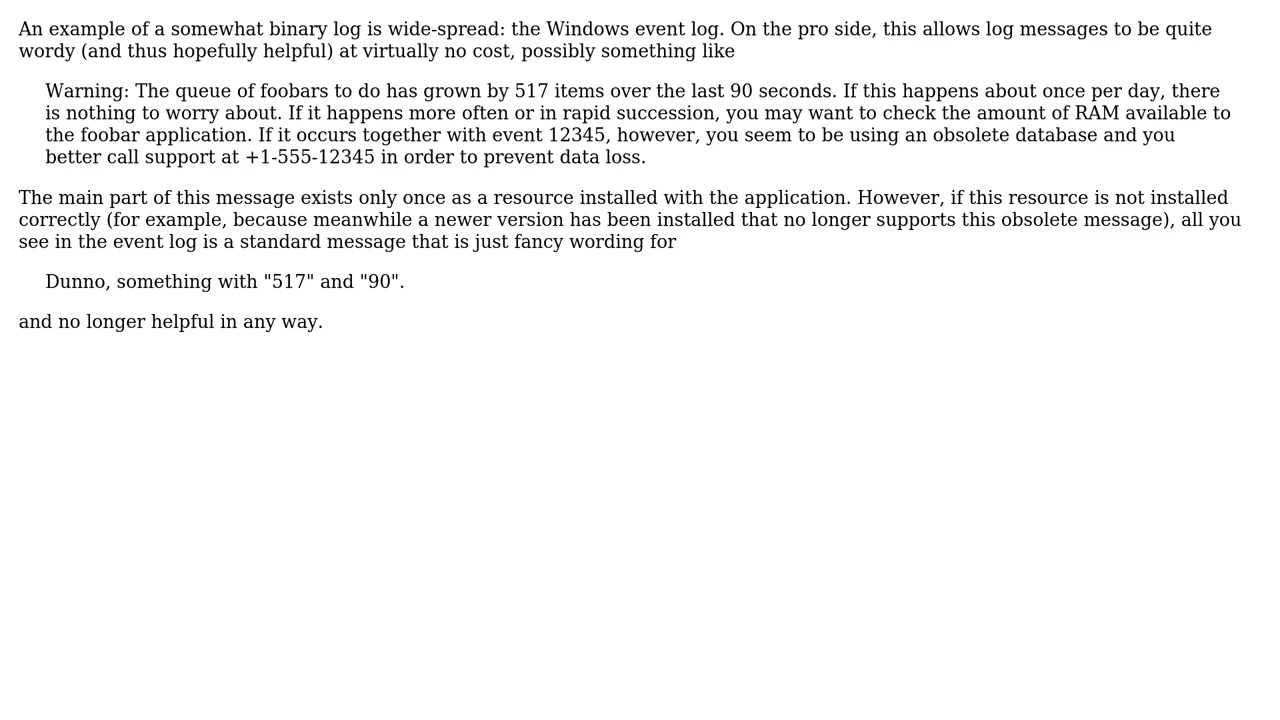 An example of a somewhat binary log is wide-spread: the Windows event log. On the pro side, this allows log messages to be quite
wordy (and thus hopefully helpful) at virtually no cost, possibly something like
Warning: The queue of foobars to do has grown by 517 items over the last 90 seconds. If this happens about once per day, there
is nothing to worry about. If it happens more often or in rapid succession, you may want to check the amount of RAM available to
the foobar application. If it occurs together with event 12345, however, you seem to be using an obsolete database and you
better call support at +1-555-12345 in order to prevent data loss.
The main part of this message exists only once as a resource installed with the application. However, if this resource is not installed
correctly (for example, because meanwhile a newer version has been installed that no longer supports this obsolete message), all you
see in the event log is a standard message that is just fancy wording for
Dunno, something with "517" and "90".
and no longer helpful in any way.